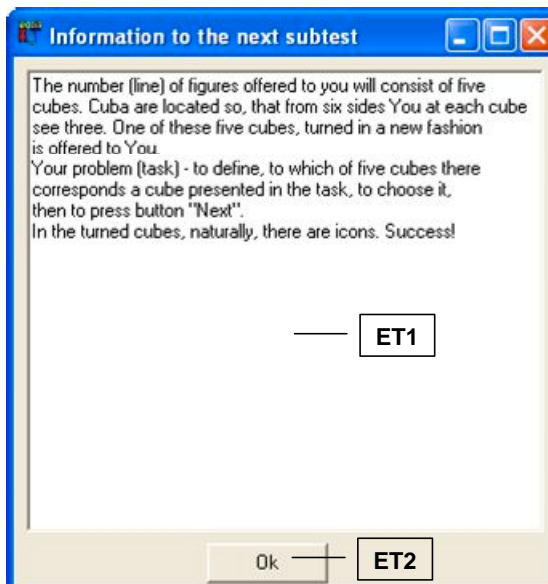 Information to the next subtest
The number (line) of figures offered to you will consist of five
cubes. Cuba are located so, that from six sides You at each cube
see three. One of these five cubes, turned in a new fashion
is offered to You.
Your problem (task) - to define, to which of five cubes there
corresponds a cube presented in the task, to choose it,
then to press button "Next".
In the turned cubes, naturally, there are icons. Success!
ET1
Ok
ET2